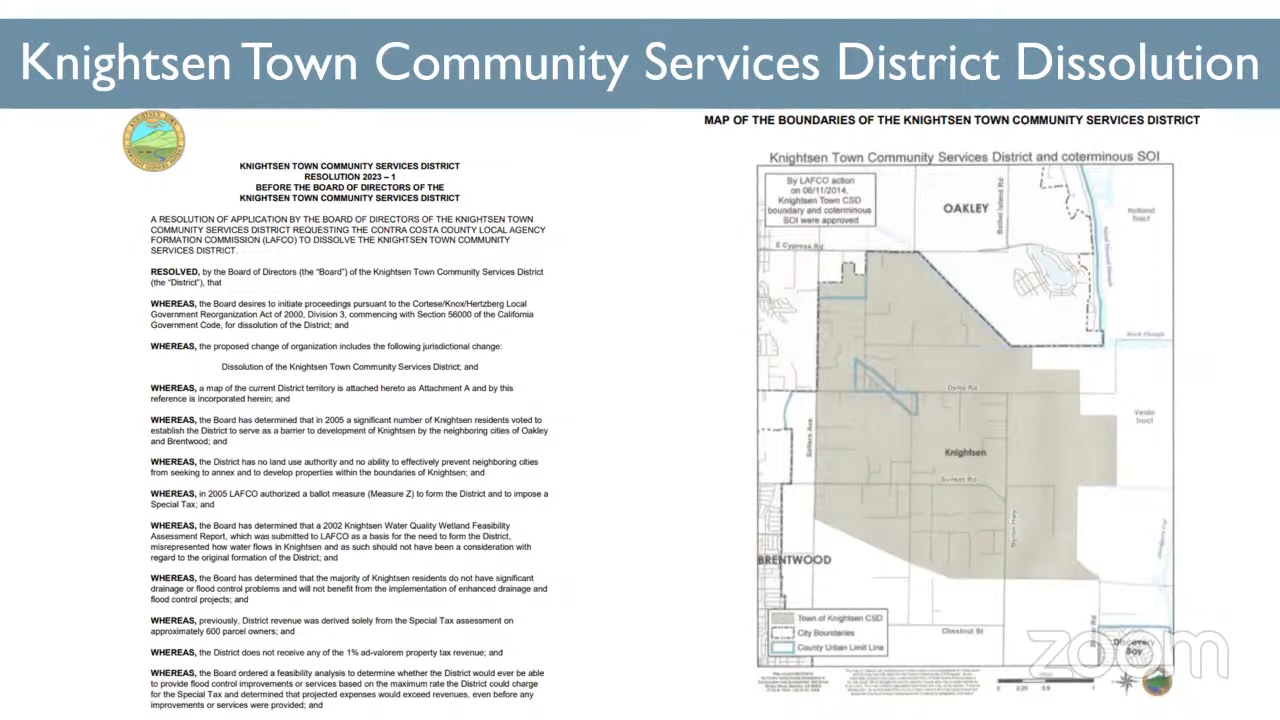 Knightsen Town Community Services District Dissolution
KNIGHTSEN TOWN COMMUNITY SERVICES DISTRICT
RESOLUTION 2023 – 1
BEFORE THE BOARD OF DIRECTORS OF THE
KNIGHTSEN TOWN COMMUNITY SERVICES DISTRICT
A RESOLUTION OF APPLICATION BY THE BOARD OF DIRECTORS OF THE KNIGHTSEN TOWN
COMMUNITY SERVICES DISTRICT REQUESTING THE CONTRA COSTA COUNTY LOCAL AGENCY
FORMATION COMMISSION (LAFCO) TO DISSOLVE THE KNIGHTSEN TOWN COMMUNITY
SERVICES DISTRICT.
RESOLVED, by the Board of Directors (the “Board”) of the Knightsen Town Community Services District
(the “District”), that
WHEREAS, the Board desires to initiate proceedings pursuant to the Cortese/Knox/Hertzberg Local
Government Reorganization Act of 2000, Division 3, commencing with Section 56000 of the California
Government Code, for dissolution of the District; and
WHEREAS, the proposed change of organization includes the following jurisdictional change:
Dissolution of the Knightsen Town Community Services District; and
WHEREAS, a map of the current District territory is attached hereto as Attachment A and by this
reference is incorporated herein; and
WHEREAS, the Board has determined that in 2005 a significant number of Knightsen residents voted to
establish the District to serve as a barrier to development of Knightsen by the neighboring cities of Oakley
and Brentwood; and
WHEREAS, the District has no land use authority and no ability to effectively prevent neighboring cities
from seeking to annex and to develop properties within the boundaries of Knightsen; and
WHEREAS, in 2005 LAFCO authorized a ballot measure (Measure Z) to form the District and to impose a
Special Tax; and
WHEREAS, the Board has determined that a 2002 Knightsen Water Quality Wetland Feasibility
Assessment Report, which was submitted to LAFCO as a basis for the need to form the District,
misrepresented how water flows in Knightsen and as such should not have been a consideration with
regard to the original formation of the District; and
WHEREAS, the Board has determined that the majority of Knightsen residents do not have significant
drainage or flood control problems and will not benefit from the implementation of enhanced drainage and
flood control projects; and
WHEREAS, previously, District revenue was derived solely from the Special Tax assessment on
approximately 600 parcel owners; and
WHEREAS, the District does not receive any of the 1% ad-valorem property tax revenue; and
WHEREAS, the Board ordered a feasibility analysis to determine whether the District would ever be able
to provide flood control improvements or services based on the maximum rate the District could charge
for the Special Tax and determined that projected expenses would exceed revenues, even before any
improvements or services were provided; and
MAP OF THE BOUNDARIES OF THE KNIGHTSEN TOWN COMMUNITY SERVICES DISTRICT
Knightsen Town Community Services District and coterminous SOI
By LAFCO action
on 06/11/2014,
Knightsen Town CSD
boundary and coterminous
SOI were approved
OAKLEY
Bethel Island Rd
Holland
Tract
E Cypress Rd
Rock Slough
Delta Rd
Veale
Tract
Sellers Ave
Knightsen
Sunset Rd
Byron Hwy
BRENTWOOD
Town of Knightsen CSD
City Boundaries
County Urban Limit Line
Chestnut St
Discovery
Bay
zoom